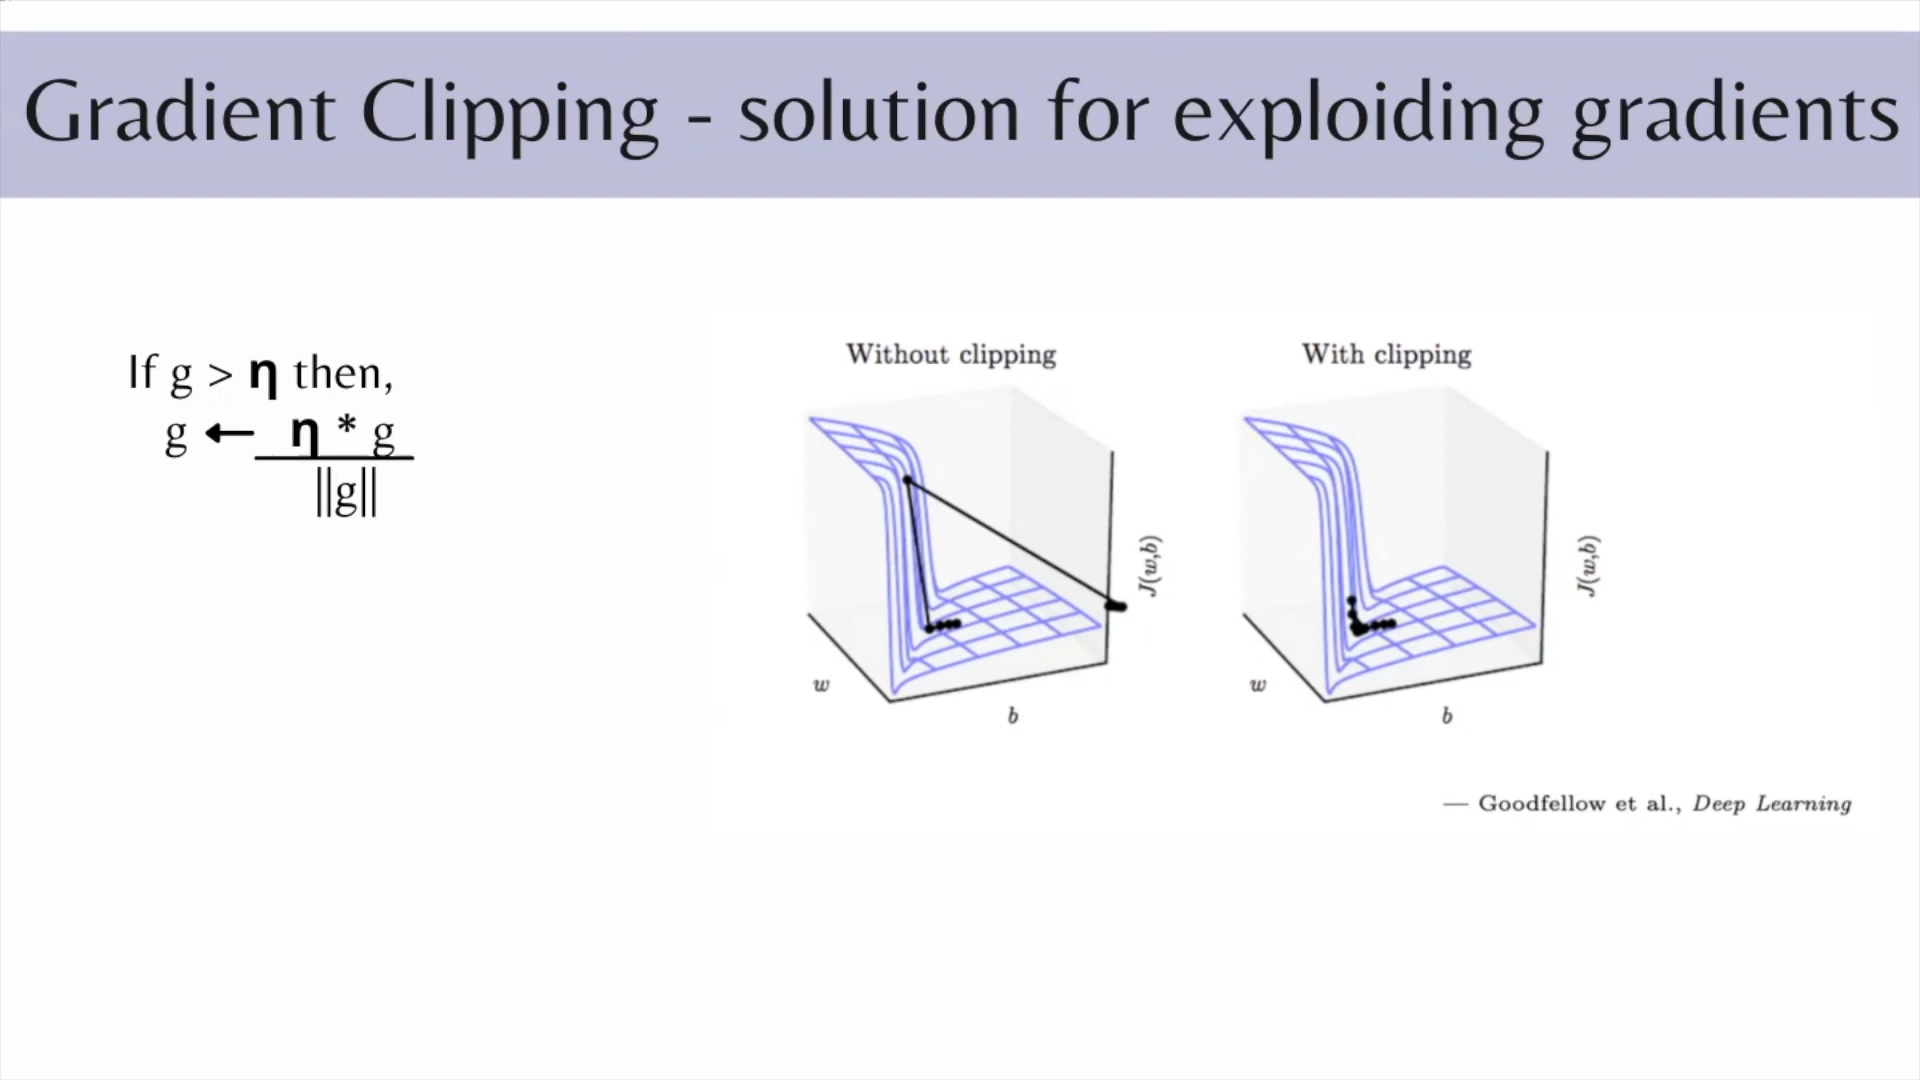 Gradient Clipping - solution for exploiding gradients
If g > η then,
g ← η * g
||g||
Without clipping
With clipping
J(w,b)
J(w,b)
w
w
b
b
— Goodfellow et al., Deep Learning